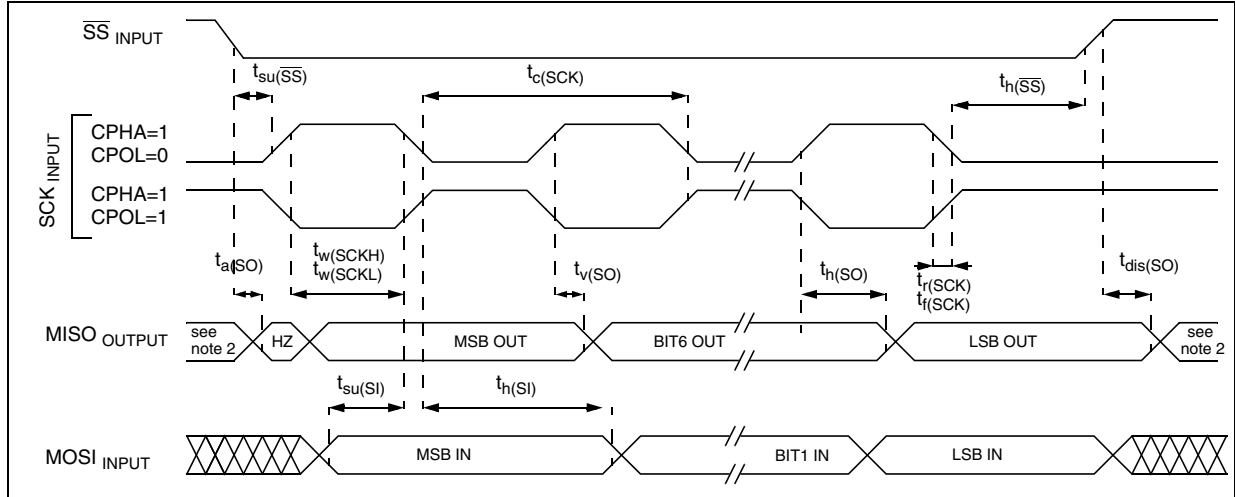 SS INPUT
tsu(SS)
tc(SCK)
th(SS)
SCK INPUT
CPHA=1
CPOL=0
CPHA=1
CPOL=1
ta(SO)
tw(SCKH)
tw(SCKL)
tv(SO)
th(SO)
tr(SCK)
tf(SCK)
tdis(SO)
MISO OUTPUT
see note 2
HZ
MSB OUT
BIT6 OUT
LSB OUT
see note 2
tsu(SI)
th(SI)
MOSI INPUT
MSB IN
BIT1 IN
LSB IN